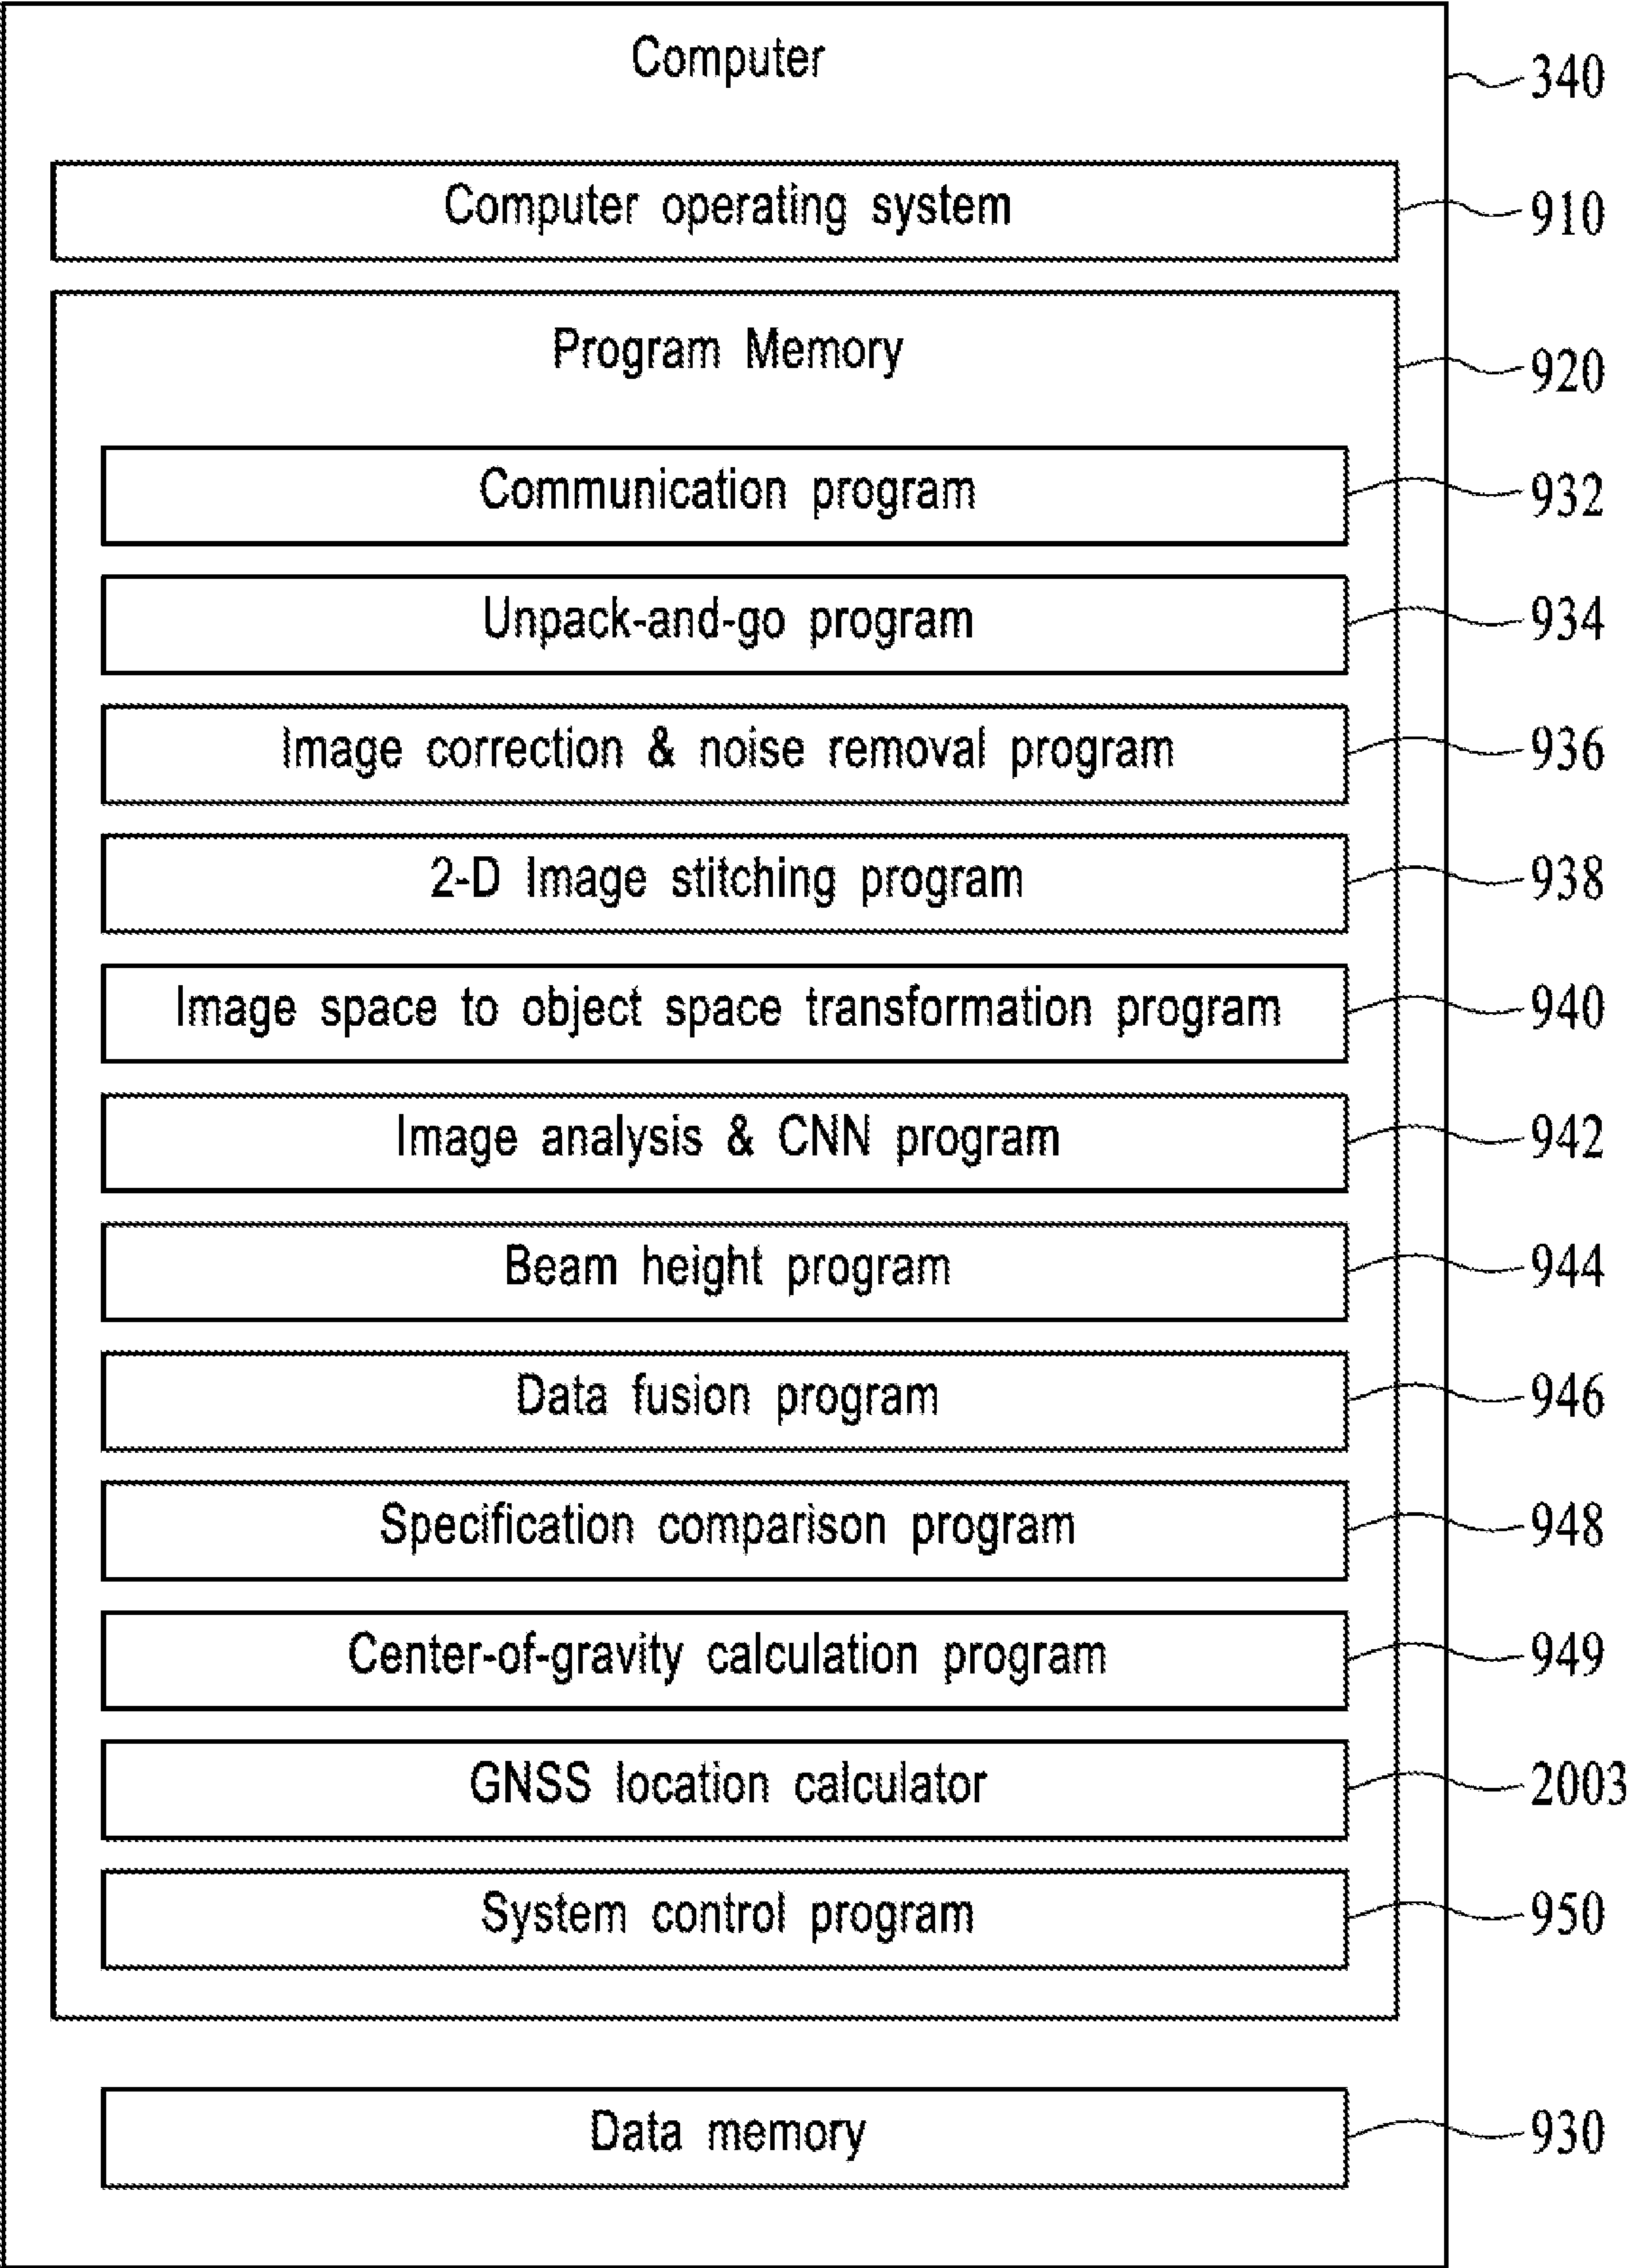 Computer
340
Computer operating system
910
Program Memory
920
Communication program
932
Unpack-and-go program
934
Image correction & noise removal program
936
2-D Image stitching program
938
Image space to object space transformation program
940
Image analysis & CNN program
942
Beam height program
944
Data fusion program
946
Specification comparison program
948
Center-of-gravity calculation program
949
GNSS location calculator
2003
System control program
950
Data memory
930